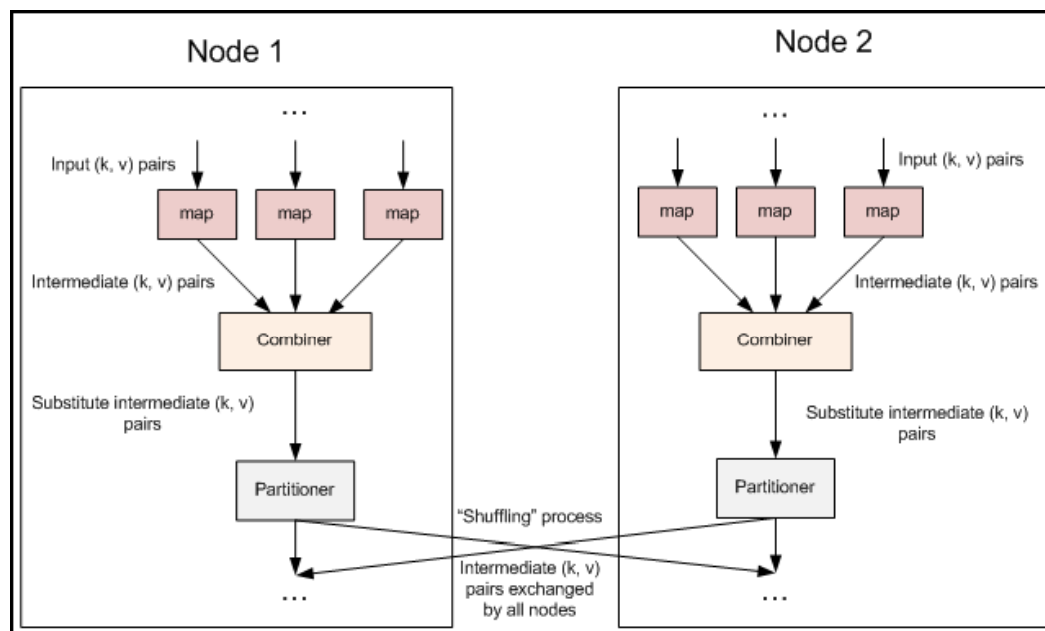 Node 1
Node 2
...
...
Input (k, v) pairs
Input (k, v) pairs
map
map
map
map
map
map
Intermediate (k, v) pairs
Intermediate (k, v) pairs
Combiner
Combiner
Substitute intermediate (k, v)
pairs
Substitute intermediate (k, v)
pairs
Partitioner
Partitioner
“Shuffling” process
Intermediate (k, v)
pairs exchanged
by all nodes
...
...